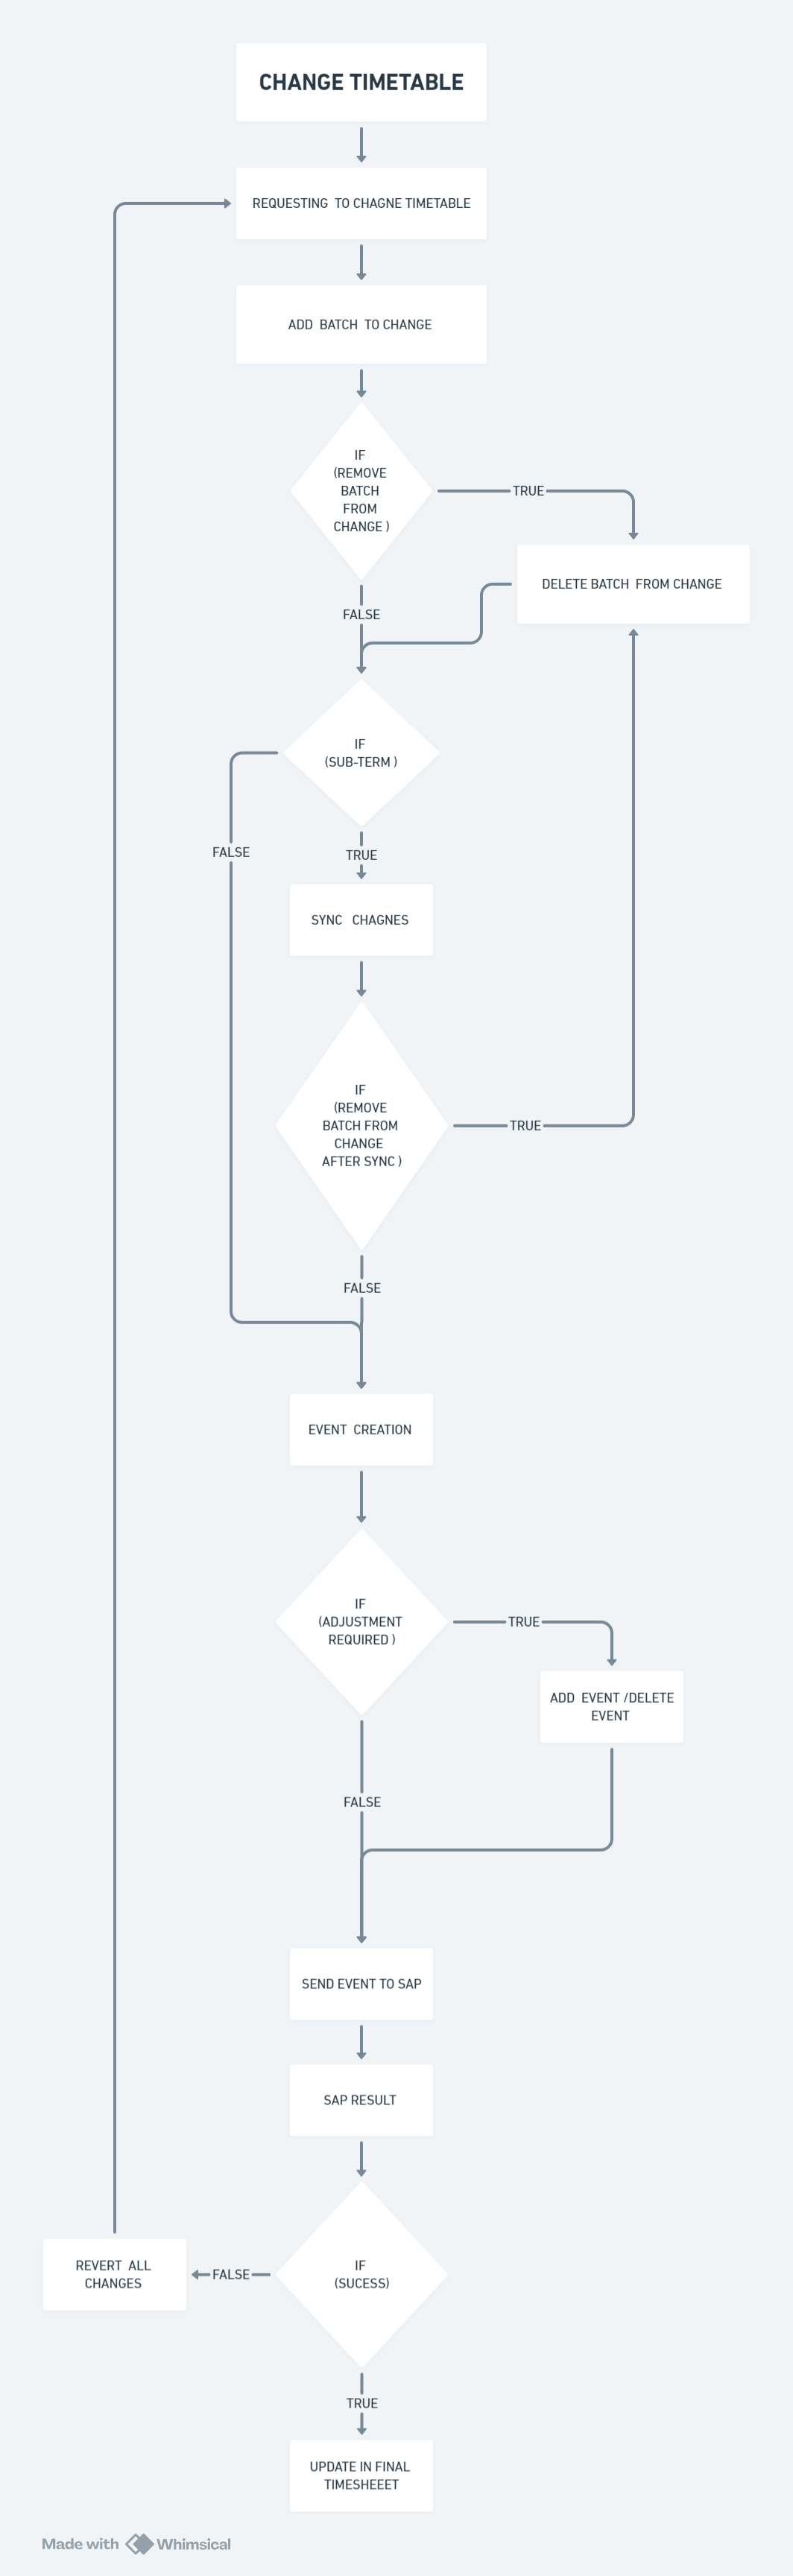 CHANGE TIMETABLE
REQUESTING TO CHAGNE TIMETABLE
ADD BATCH TO CHANGE
IF
(REMOVE
BATCH
FROM
CHANGE )
TRUE
DELETE BATCH FROM CHANGE
FALSE
IF
(SUB-TERM )
FALSE
TRUE
SYNC CHAGNES
IF
(REMOVE
BATCH FROM
CHANGE
AFTER SYNC )
TRUE
FALSE
EVENT CREATION
IF
(ADJUSTMENT
REQUIRED )
TRUE
ADD EVENT /DELETE
EVENT
FALSE
SEND EVENT TO SAP
SAP RESULT
IF
(SUCESS)
FALSE
REVERT ALL
CHANGES
TRUE
UPDATE IN FINAL
TIMESHEEET
Made with Whimsical